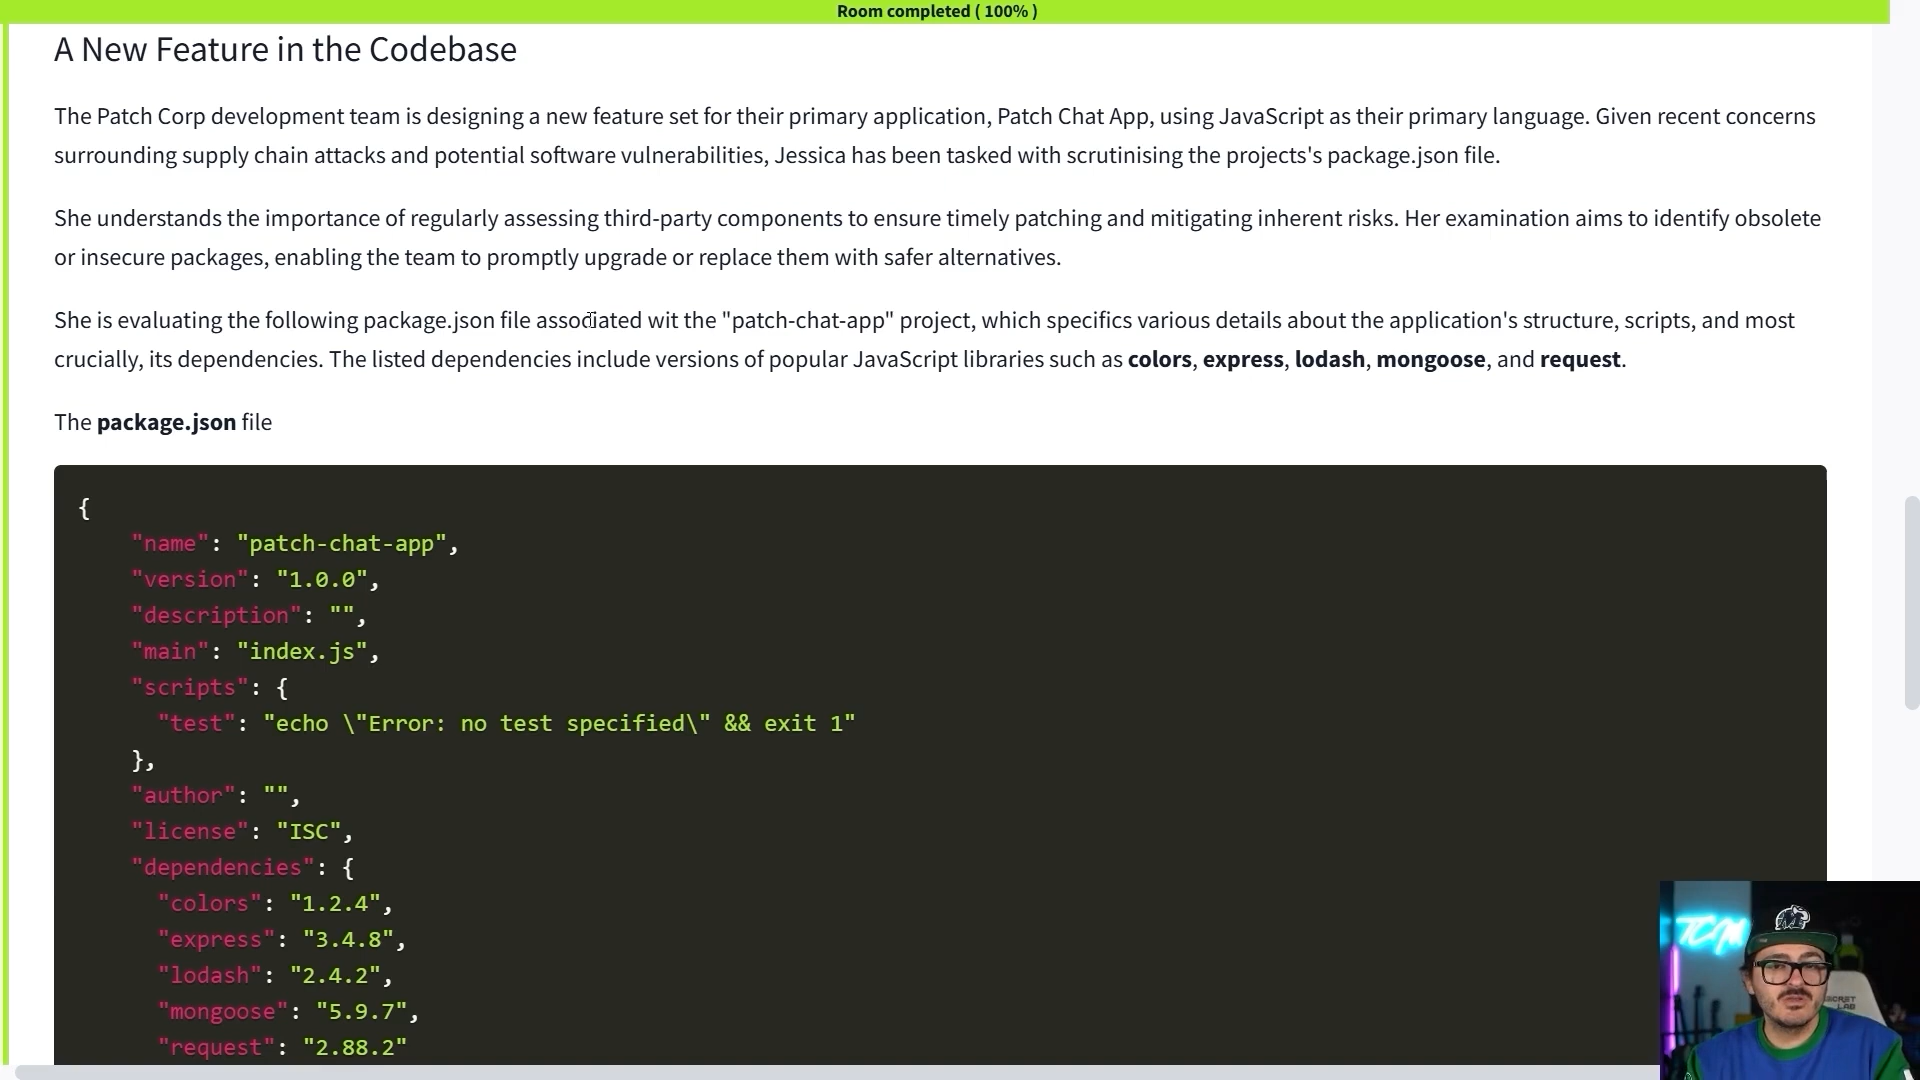 Room completed ( 100% )
A New Feature in the Codebase
The Patch Corp development team is designing a new feature set for their primary application, Patch Chat App, using JavaScript as their primary language. Given recent concerns
surrounding supply chain attacks and potential software vulnerabilities, Jessica has been tasked with scrutinising the projects's package.json file.
She understands the importance of regularly assessing third-party components to ensure timely patching and mitigating inherent risks. Her examination aims to identify obsolete
or insecure packages, enabling the team to promptly upgrade or replace them with safer alternatives.
She is evaluating the following package.json file associated wit the "patch-chat-app" project, which specifics various details about the application's structure, scripts, and most
crucially, its dependencies. The listed dependencies include versions of popular JavaScript libraries such as colors, express, lodash, mongoose, and request.
The package.json file
{
"name": "patch-chat-app",
"version": "1.0.0",
"description": "",
"main": "index.js",
"scripts": {
"test": "echo \"Error: no test specified\" && exit 1"
},
"author": "",
"license": "ISC",
"dependencies": {
"colors": "1.2.4",
"express": "3.4.8",
"lodash": "2.4.2",
"mongoose": "5.9.7",
"request": "2.88.2"
TCM
SECRET
LAB